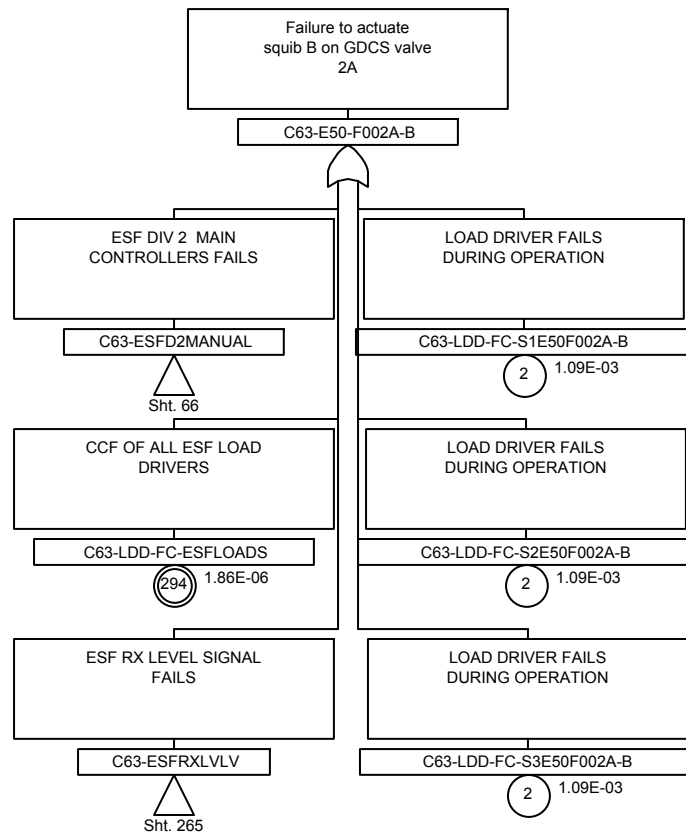 Failure to actuate
squib B on GDCS valve
2A
C63-E50-F002A-B
ESF DIV 2 MAIN
CONTROLLERS FAILS
C63-ESFD2MANUAL
Sht. 66
LOAD DRIVER FAILS
DURING OPERATION
C63-LDD-FC-S1E50F002A-B
2
1.09E-03
CCF OF ALL ESF LOAD
DRIVERS
C63-LDD-FC-ESFLOADS
294
1.86E-06
LOAD DRIVER FAILS
DURING OPERATION
C63-LDD-FC-S2E50F002A-B
2
1.09E-03
ESF RX LEVEL SIGNAL
FAILS
C63-ESFRXLVLV
Sht. 265
LOAD DRIVER FAILS
DURING OPERATION
C63-LDD-FC-S3E50F002A-B
2
1.09E-03